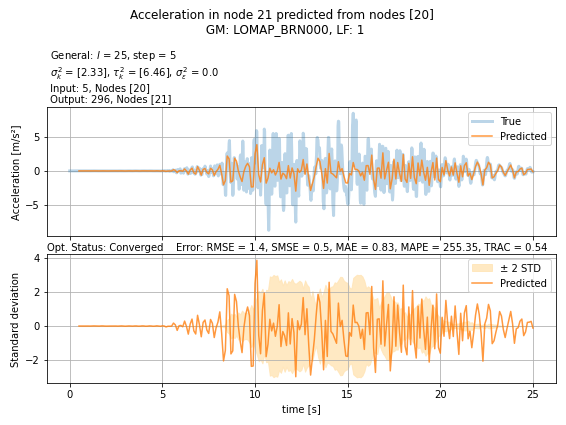 Acceleration in node 21 predicted from nodes [20]
GM: LOMAP_BRN000, LF: 1
General: l = 25, step = 5
σ²ₖ = [2.33], τ²ₖ = [6.46], σ²ε = 0.0
Input: 5, Nodes [20]
Output: 296, Nodes [21]
True
Predicted
5
0
−5
Acceleration [m/s²]
Opt. Status: Converged Error: RMSE = 1.4, SMSE = 0.5, MAE = 0.83, MAPE = 255.35, TRAC = 0.54
± 2 STD
Predicted
4
2
0
−2
Standard deviation
0 5 10 15 20 25
time [s]